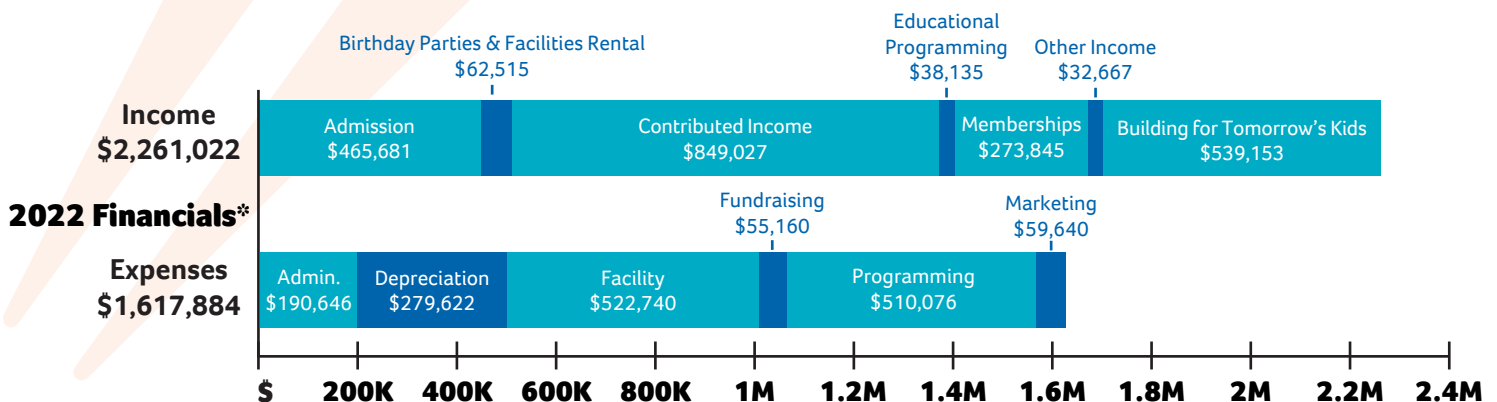 Birthday Parties & Facilities Rental
$62,515
Educational
Programming
$38,135
Other Income
$32,667
Income
$2,261,022
Admission
$465,681
Contributed Income
$849,027
Memberships
$273,845
Building for Tomorrow's Kids
$539,153
2022 Financials*
Fundraising
$55,160
Marketing
$59,640
Expenses
$1,617,884
Admin.
$190,646
Depreciation
$279,622
Facility
$522,740
Programming
$510,076
$ 200K 400K 600K 800K 1M 1.2M 1.4M 1.6M 1.8M 2M 2.2M 2.4M